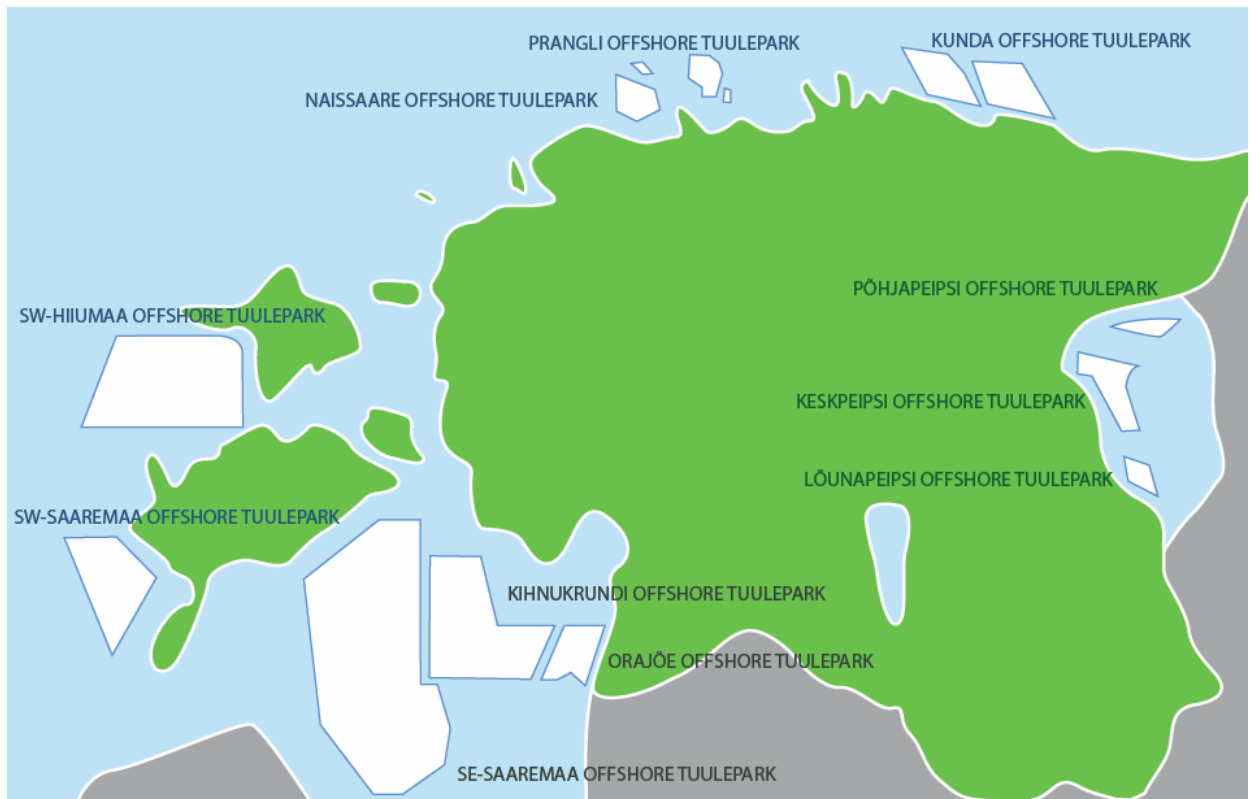 PRANGLI OFFSHORE TUULEPARK
KUNDA OFFSHORE TUULEPARK
NAISSAARE OFFSHORE TUULEPARK
PÕHJAPEIPSI OFFSHORE TUULEPARK
SW-HIIUMAA OFFSHORE TUULEPARK
KESKPEIPSI OFFSHORE TUULEPARK
LÕUNAPEIPSI OFFSHORE TUULEPARK
SW-SAAREMAA OFFSHORE TUULEPARK
KIHNUKRUNDI OFFSHORE TUULEPARK
ORAJÕE OFFSHORE TUULEPARK
SE-SAAREMAA OFFSHORE TUULEPARK